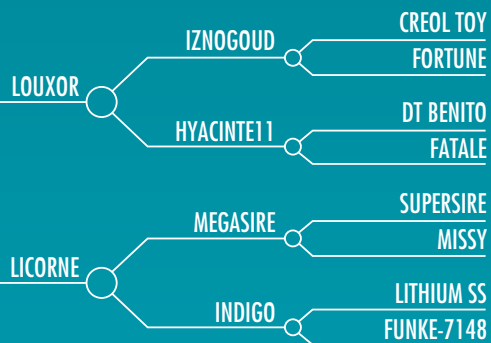 CREOL TOY
IZNOGOUD
FORTUNE
LOUXOR
DT BENITO
HYACINTE11
FATALE
SUPERSIRE
MEGASIRE
MISSY
LICORNE
LITHIUM SS
INDIGO
FUNKE-7148